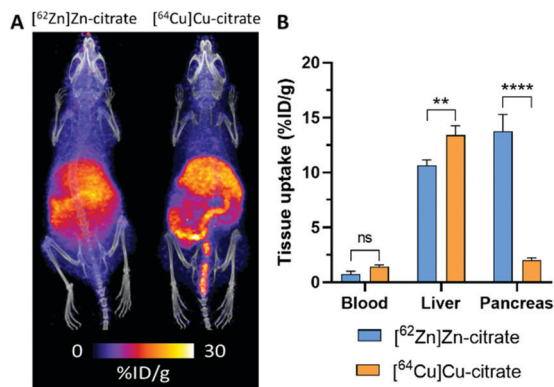 A
[⁶²Zn]Zn-citrate [⁶⁴Cu]Cu-citrate
0 30
%ID/g
B
Tissue uptake (%ID/g)
20
15
10
5
0
ns
**
****
Blood Liver Pancreas
[⁶²Zn]Zn-citrate
[⁶⁴Cu]Cu-citrate